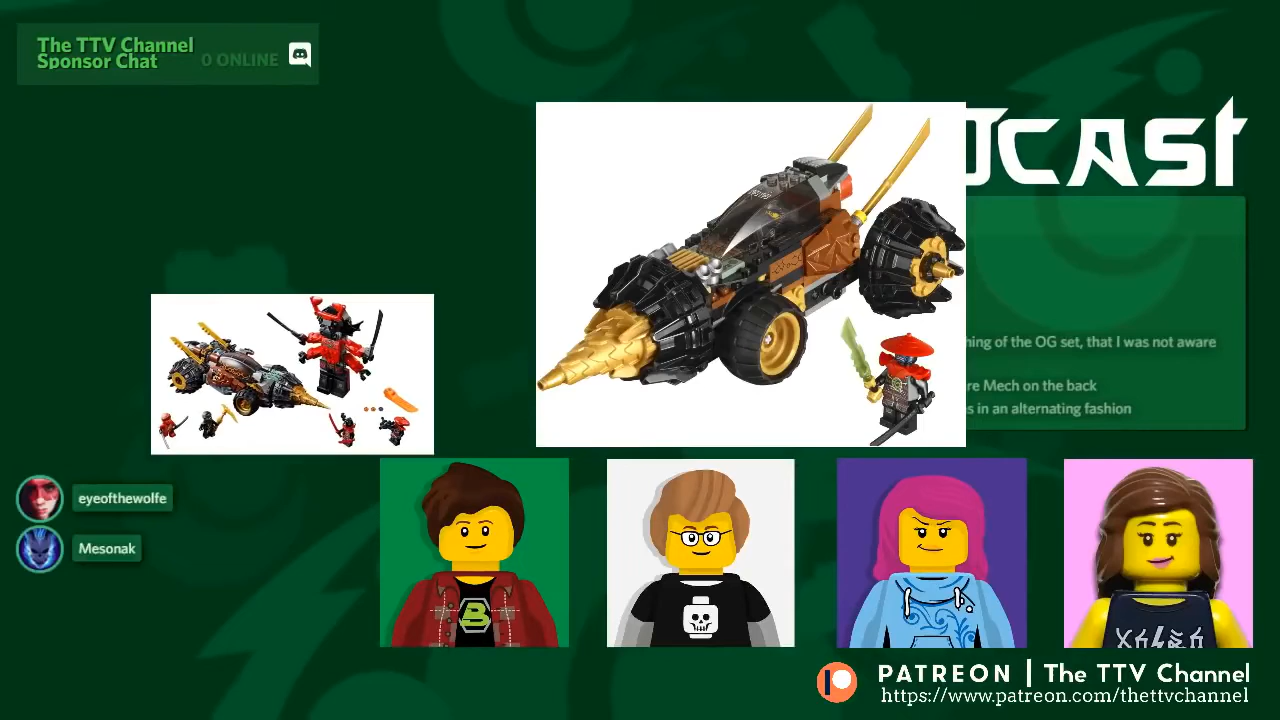 The TTV Channel
Sponsor Chat
0 ONLINE
CAST
hing of the OG set, that I was not aware
re Mech on the back
s in an alternating fashion
eyeofthewolfe
Mesonak
B
PATREON | The TTV Channel
https://www.patreon.com/thettvchannel